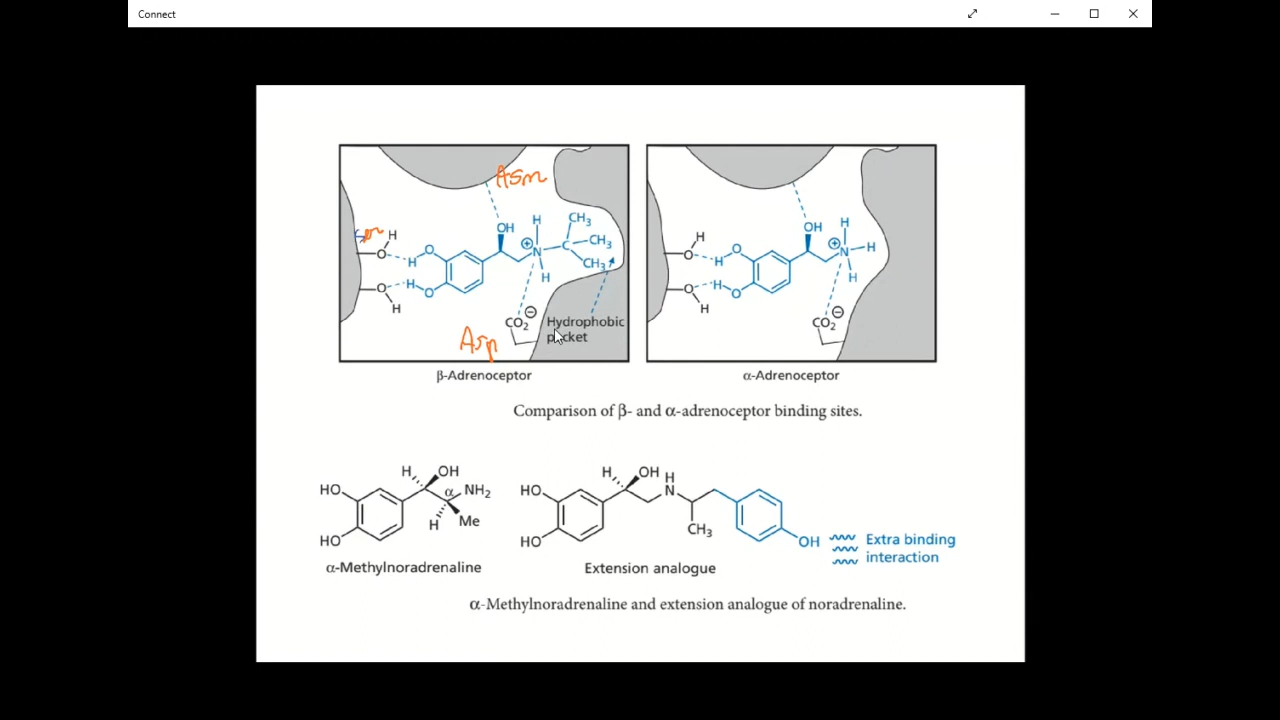 Connect
Asn
Ser
H
O
H
O
H
O
H
O
H
OH
H
N
H
C
CH3
CH3
CH3
CO2
Asp
Hydrophobic
pocket
β-Adrenoceptor
H
O
H
O
H
O
H
O
H
OH
H
N
H
H
CO2
α-Adrenoceptor
Comparison of β- and α-adrenoceptor binding sites.
HO
HO
H
OH
α
NH2
H
Me
α-Methylnoradrenaline
HO
HO
H
OH
H
N
CH3
OH
Extension analogue
Extra binding
interaction
α-Methylnoradrenaline and extension analogue of noradrenaline.